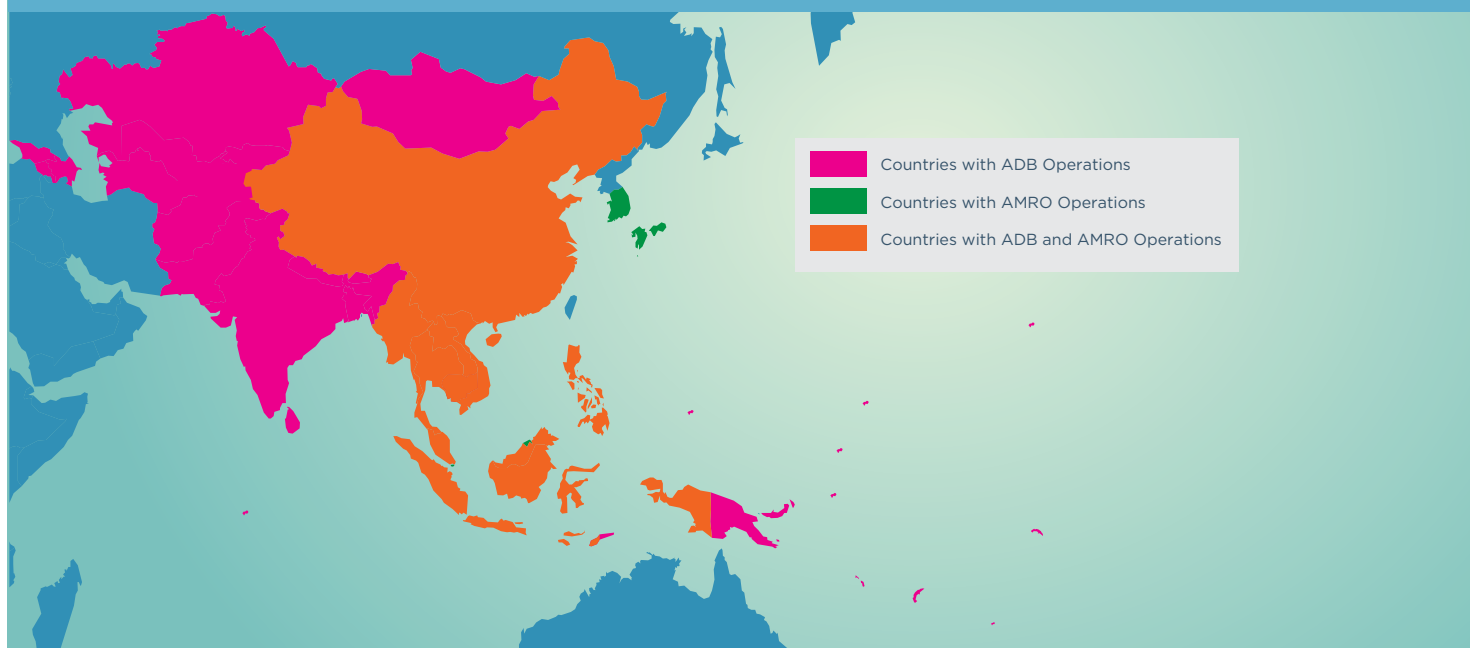 Countries with ADB Operations
Countries with AMRO Operations
Countries with ADB and AMRO Operations